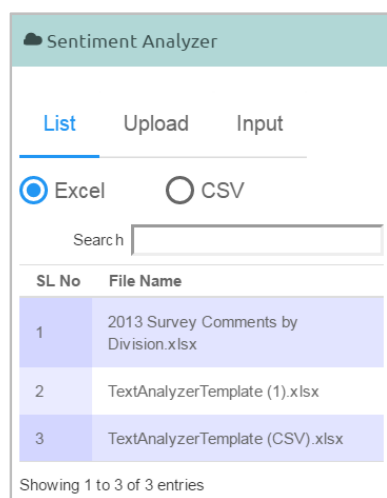 Sentiment Analyzer
List Upload Input
Excel CSV
Search
SL No File Name
1 2013 Survey Comments by
Division.xlsx
2 TextAnalyzerTemplate (1).xlsx
3 TextAnalyzerTemplate (CSV).xlsx
Showing 1 to 3 of 3 entries